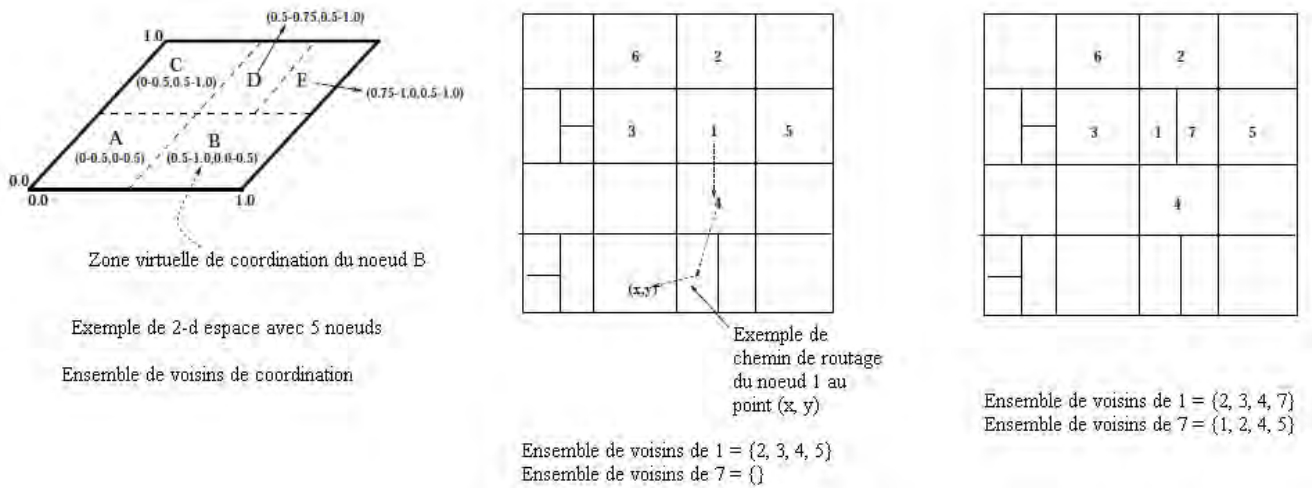 (0.5-0.75,0.5-1.0)
1.0
C
(0-0.5,0.5-1.0)
D
E
(0.75-1.0,0.5-1.0)
A
(0-0.5,0-0.5)
B
(0.5-1.0,0.0-0.5)
0.0
0.0
1.0
Zone virtuelle de coordination du noeud B
Exemple de 2-d espace avec 5 noeuds
Ensemble de voisins de coordination
6 2
3 1 5
4
(x,y)
Exemple de
chemin de routage
du noeud 1 au
point (x, y)
Ensemble de voisins de 1 = {2, 3, 4, 5}
Ensemble de voisins de 7 = {}
6 2
3 1 7 5
4
Ensemble de voisins de 1 = {2, 3, 4, 7}
Ensemble de voisins de 7 = {1, 2, 4, 5}